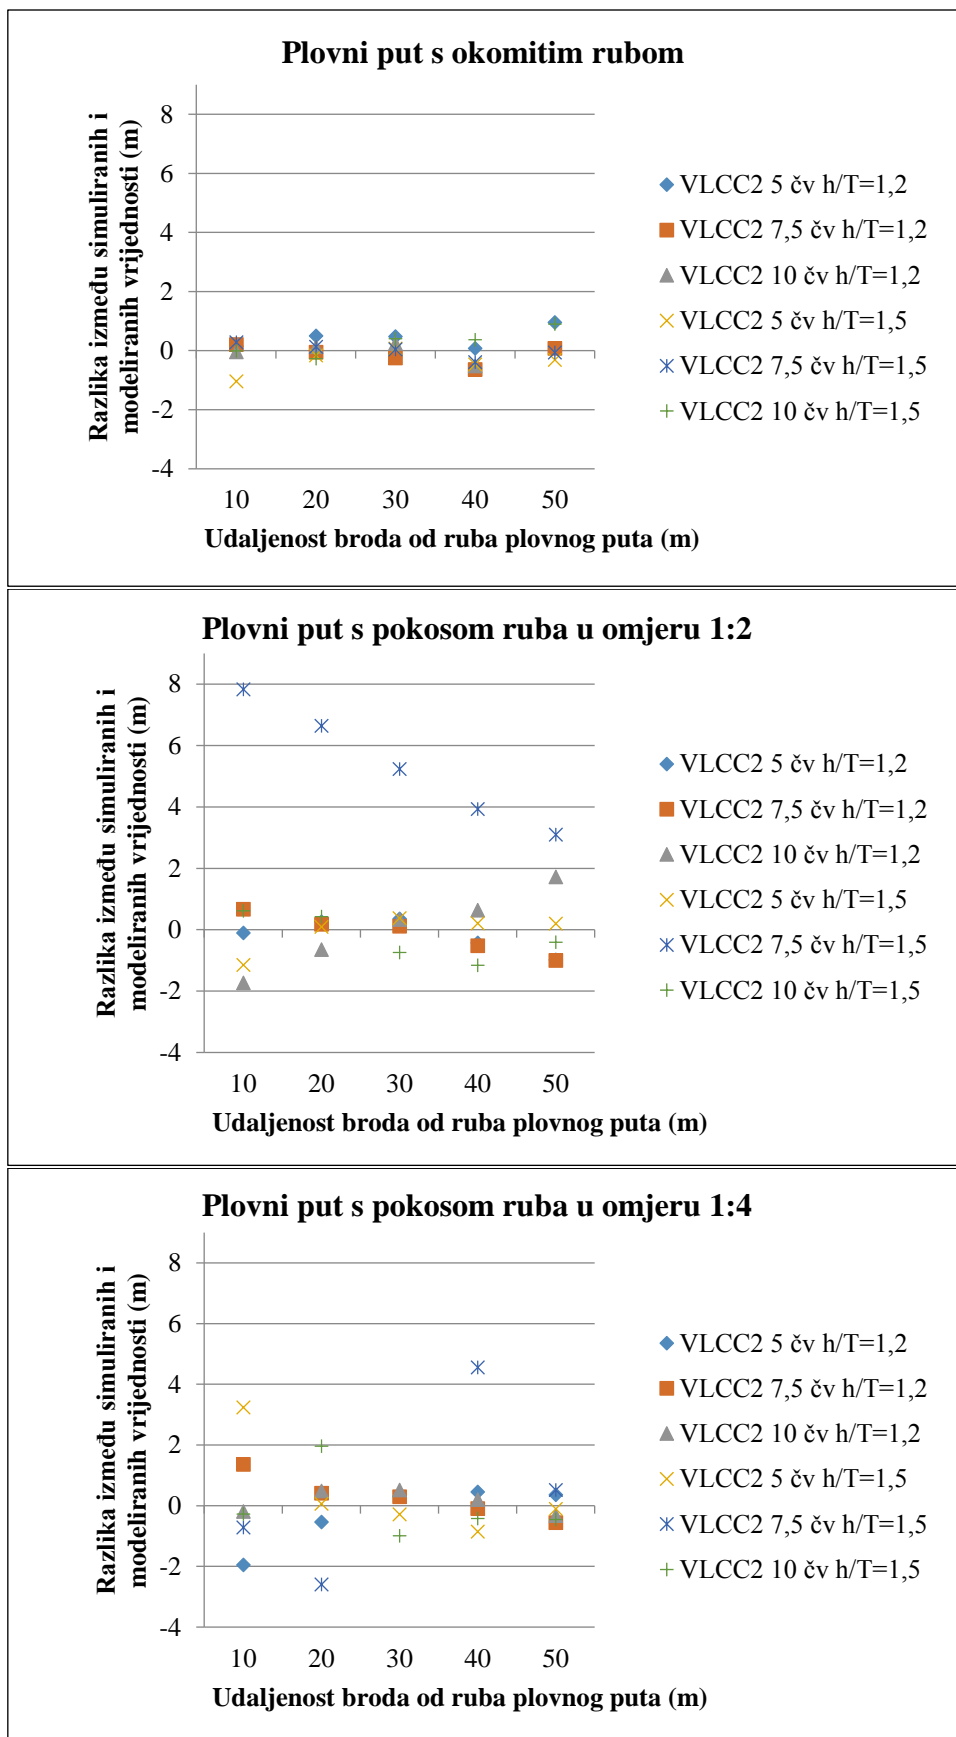 Plovni put s okomitim rubom
Razlika između simuliranih i
modeliranih vrijednosti (m)
8
6
4
2
0
-2
-4
10 20 30 40 50
Udaljenost broda od ruba plovnog puta (m)
VLCC2 5 čv h/T=1,2
VLCC2 7,5 čv h/T=1,2
VLCC2 10 čv h/T=1,2
VLCC2 5 čv h/T=1,5
VLCC2 7,5 čv h/T=1,5
VLCC2 10 čv h/T=1,5
Plovni put s pokosom ruba u omjeru 1:2
Razlika između simuliranih i
modeliranih vrijednosti (m)
8
6
4
2
0
-2
-4
10 20 30 40 50
Udaljenost broda od ruba plovnog puta (m)
VLCC2 5 čv h/T=1,2
VLCC2 7,5 čv h/T=1,2
VLCC2 10 čv h/T=1,2
VLCC2 5 čv h/T=1,5
VLCC2 7,5 čv h/T=1,5
VLCC2 10 čv h/T=1,5
Plovni put s pokosom ruba u omjeru 1:4
Razlika između simuliranih i
modeliranih vrijednosti (m)
8
6
4
2
0
-2
-4
10 20 30 40 50
Udaljenost broda od ruba plovnog puta (m)
VLCC2 5 čv h/T=1,2
VLCC2 7,5 čv h/T=1,2
VLCC2 10 čv h/T=1,2
VLCC2 5 čv h/T=1,5
VLCC2 7,5 čv h/T=1,5
VLCC2 10 čv h/T=1,5